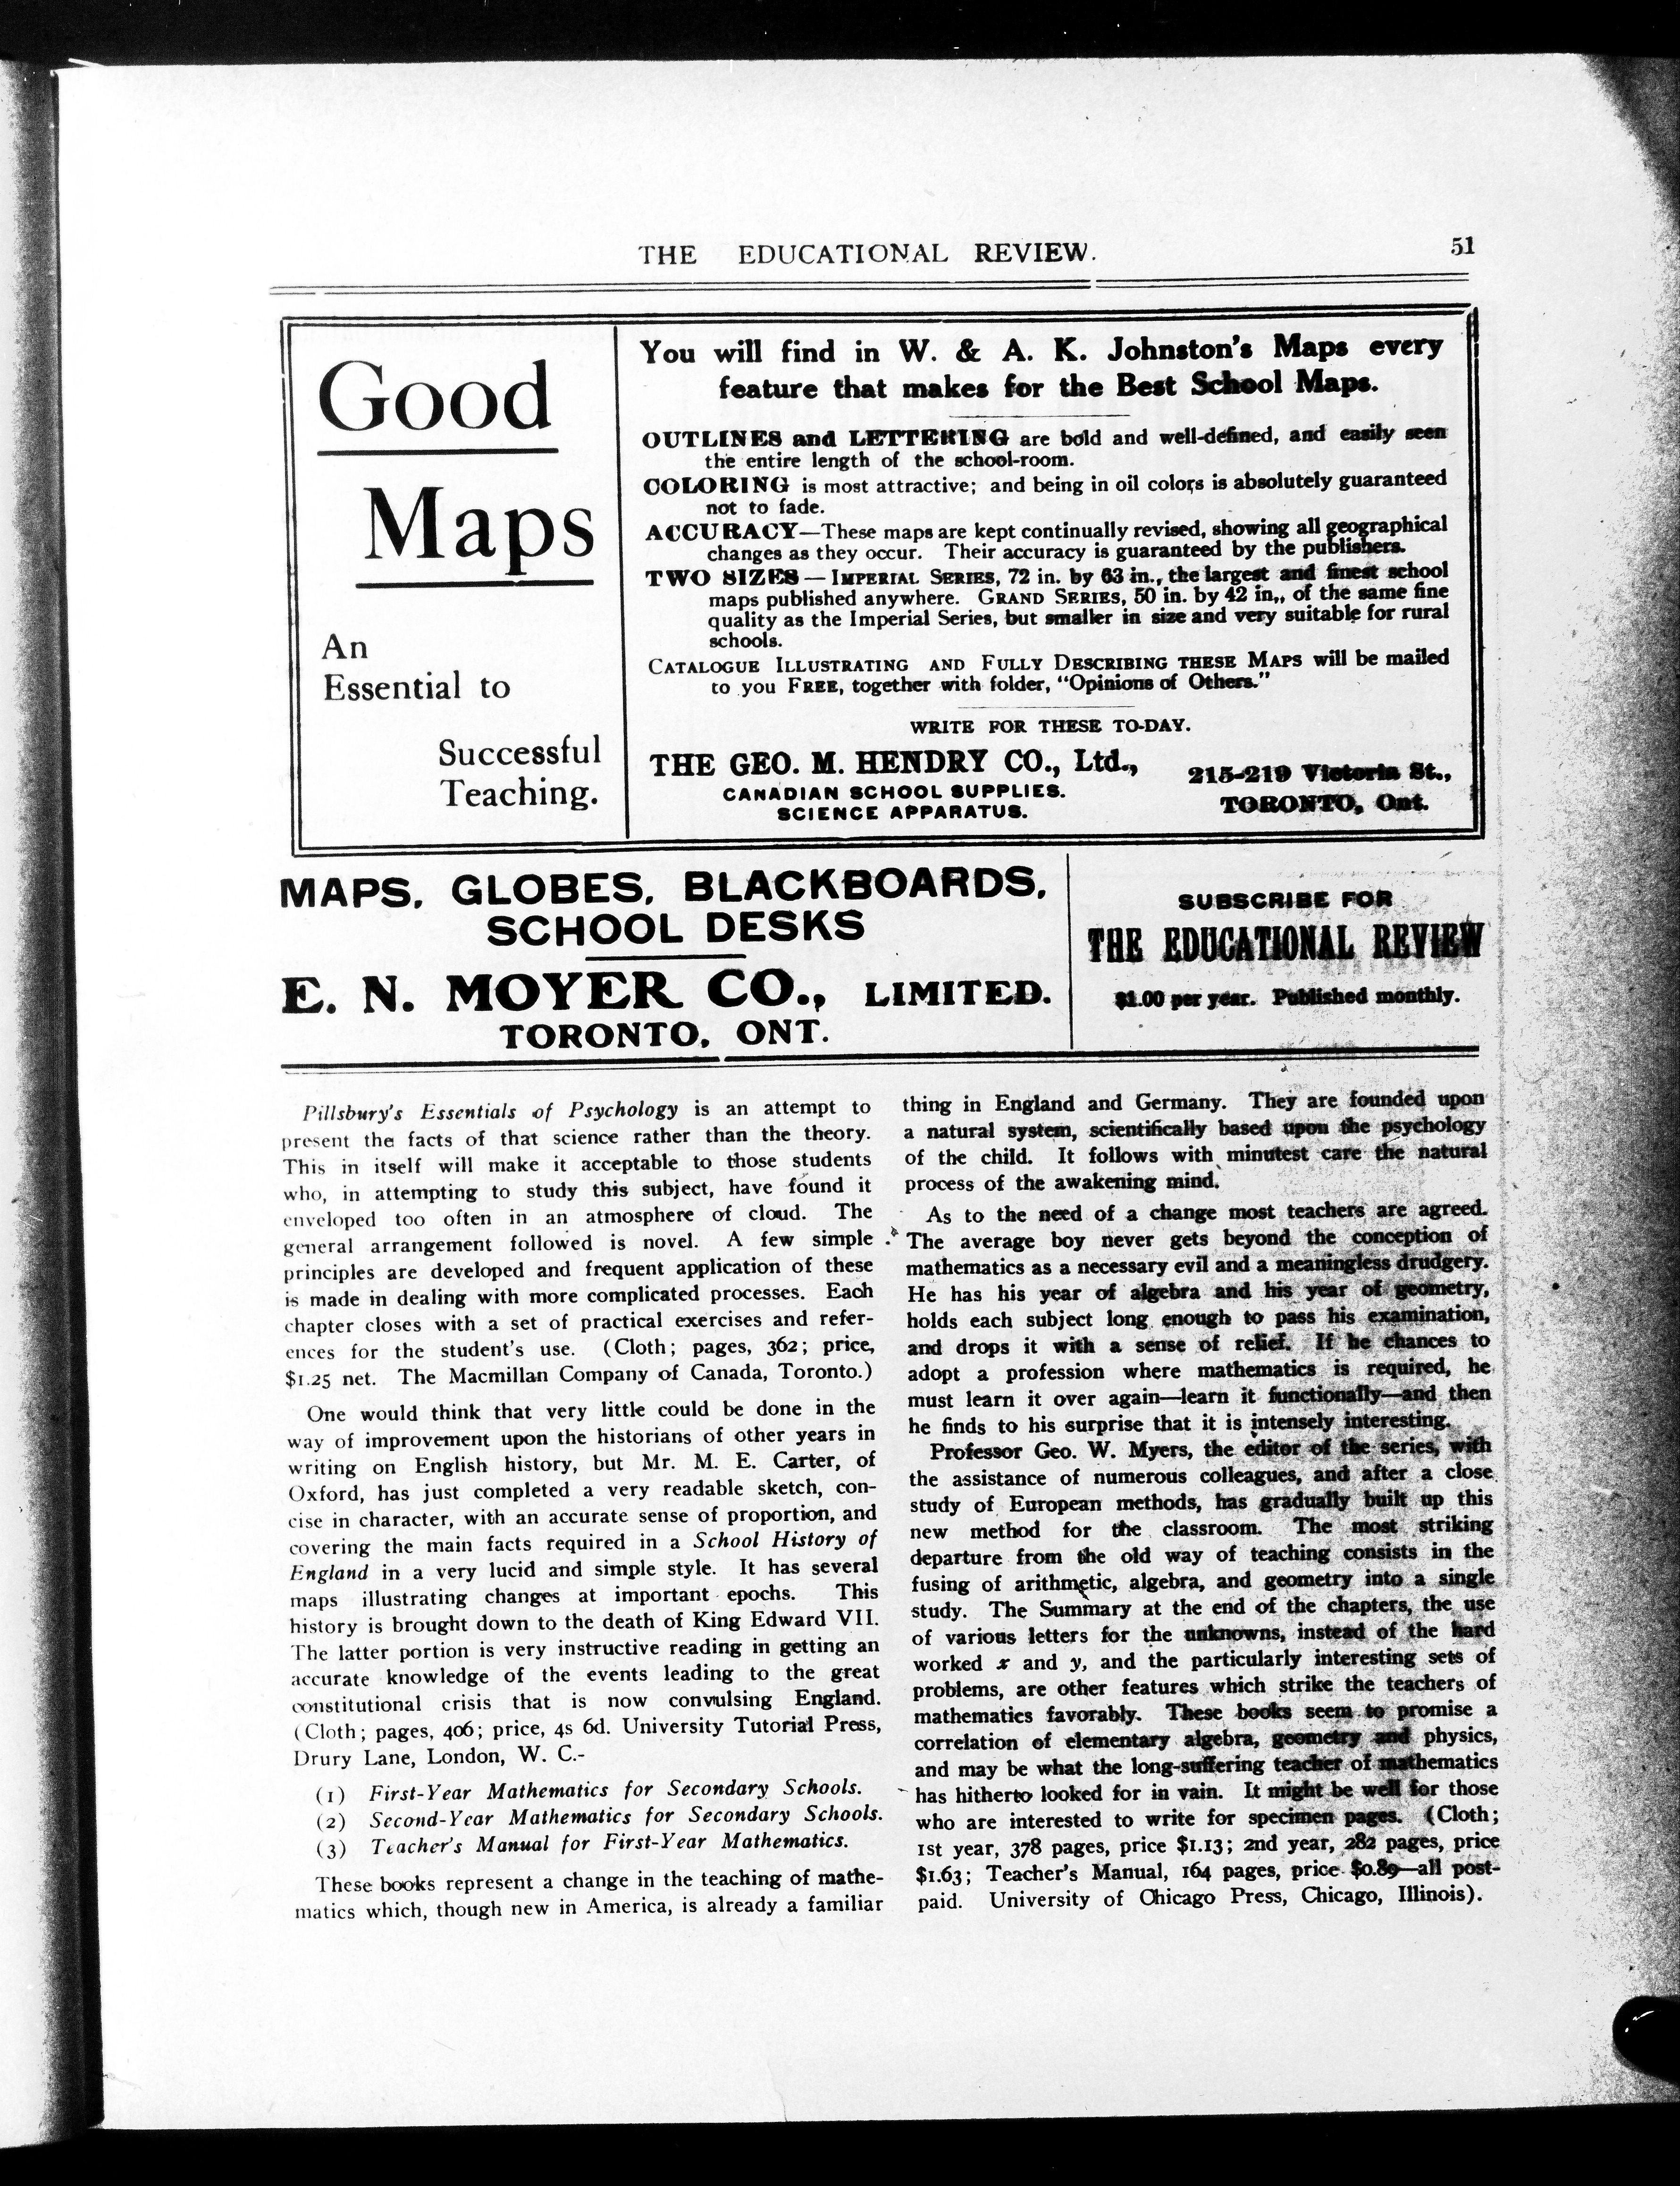 THE EDUCATIONAL REVIEW.
51
Good
Maps
An
Essential to
Successful
Teaching.
You will find in W. & A. K. Johnston's Maps every
feature that makes for the Best School Maps.
OUTLINES and LETTERING are bold and well-defined, and easily seen
the entire length of the school-room.
COLORING is most attractive; and being in oil colors is absolutely guaranteed
not to fade.
ACCURACY—These maps are kept continually revised, showing all geographical
changes as they occur. Their accuracy is guaranteed by the publishers.
TWO SIZES — IMPERIAL SERIES, 72 in. by 63 in., the largest and finest school
maps published anywhere. GRAND SERIES, 50 in. by 42 in,, of the same fine
quality as the Imperial Series, but smaller in size and very suitable for rural
schools.
CATALOGUE ILLUSTRATING AND FULLY DESCRIBING THESE MAPS will be mailed
to you FREE, together with folder, "Opinions of Others."
WRITE FOR THESE TO-DAY.
THE GEO. M. HENDRY CO., Ltd.,
CANADIAN SCHOOL SUPPLIES.
SCIENCE APPARATUS.
215-219 Victoria St.,
TORONTO, Ont.
MAPS, GLOBES, BLACKBOARDS,
SCHOOL DESKS
E. N. MOYER CO., LIMITED.
TORONTO, ONT.
SUBSCRIBE FOR
THE EDUCATIONAL REVIEW
$1.00 per year. Published monthly.
Pillsbury's Essentials of Psychology is an attempt to
present the facts of that science rather than the theory.
This in itself will make it acceptable to those students
who, in attempting to study this subject, have found it
enveloped too often in an atmosphere of cloud. The
general arrangement followed is novel. A few simple
principles are developed and frequent application of these
is made in dealing with more complicated processes. Each
chapter closes with a set of practical exercises and refer-
ences for the student's use. (Cloth; pages, 362; price,
$1.25 net. The Macmillan Company of Canada, Toronto.)
One would think that very little could be done in the
way of improvement upon the historians of other years in
writing on English history, but Mr. M. E. Carter, of
Oxford, has just completed a very readable sketch, con-
cise in character, with an accurate sense of proportion, and
covering the main facts required in a School History of
England in a very lucid and simple style. It has several
maps illustrating changes at important epochs. This
history is brought down to the death of King Edward VII.
The latter portion is very instructive reading in getting an
accurate knowledge of the events leading to the great
constitutional crisis that is now convulsing England.
(Cloth; pages, 406; price, 4s 6d. University Tutorial Press,
Drury Lane, London, W. C.-
(1) First-Year Mathematics for Secondary Schools.
(2) Second-Year Mathematics for Secondary Schools.
(3) Teacher's Manual for First-Year Mathematics.
These books represent a change in the teaching of mathe-
matics which, though new in America, is already a familiar
thing in England and Germany. They are founded upon
a natural system, scientifically based upon the psychology
of the child. It follows with minutest care the natural
process of the awakening mind.
As to the need of a change most teachers are agreed.
The average boy never gets beyond the conception of
mathematics as a necessary evil and a meaningless drudgery.
He has his year of algebra and his year of geometry,
holds each subject long enough to pass his examination,
and drops it with a sense of relief. If he chances to
adopt a profession where mathematics is required, he
must learn it over again—learn it functionally—and then
he finds to his surprise that it is intensely interesting.
Professor Geo. W. Myers, the editor of the series, with
the assistance of numerous colleagues, and after a close
study of European methods, has gradually built up this
new method for the classroom. The most striking
departure from the old way of teaching consists in the
fusing of arithmetic, algebra, and geometry into a single
study. The Summary at the end of the chapters, the use
of various letters for the unknowns, instead of the hard
worked x and y, and the particularly interesting sets of
problems, are other features which strike the teachers of
mathematics favorably. These books seem to promise a
correlation of elementary algebra, geometry and physics,
and may be what the long-suffering teacher of mathematics
has hitherto looked for in vain. It might be well for those
who are interested to write for specimen pages. (Cloth;
1st year, 378 pages, price $1.13; 2nd year, 282 pages, price
$1.63; Teacher's Manual, 164 pages, price $0.89—all post-
paid. University of Chicago Press, Chicago, Illinois).